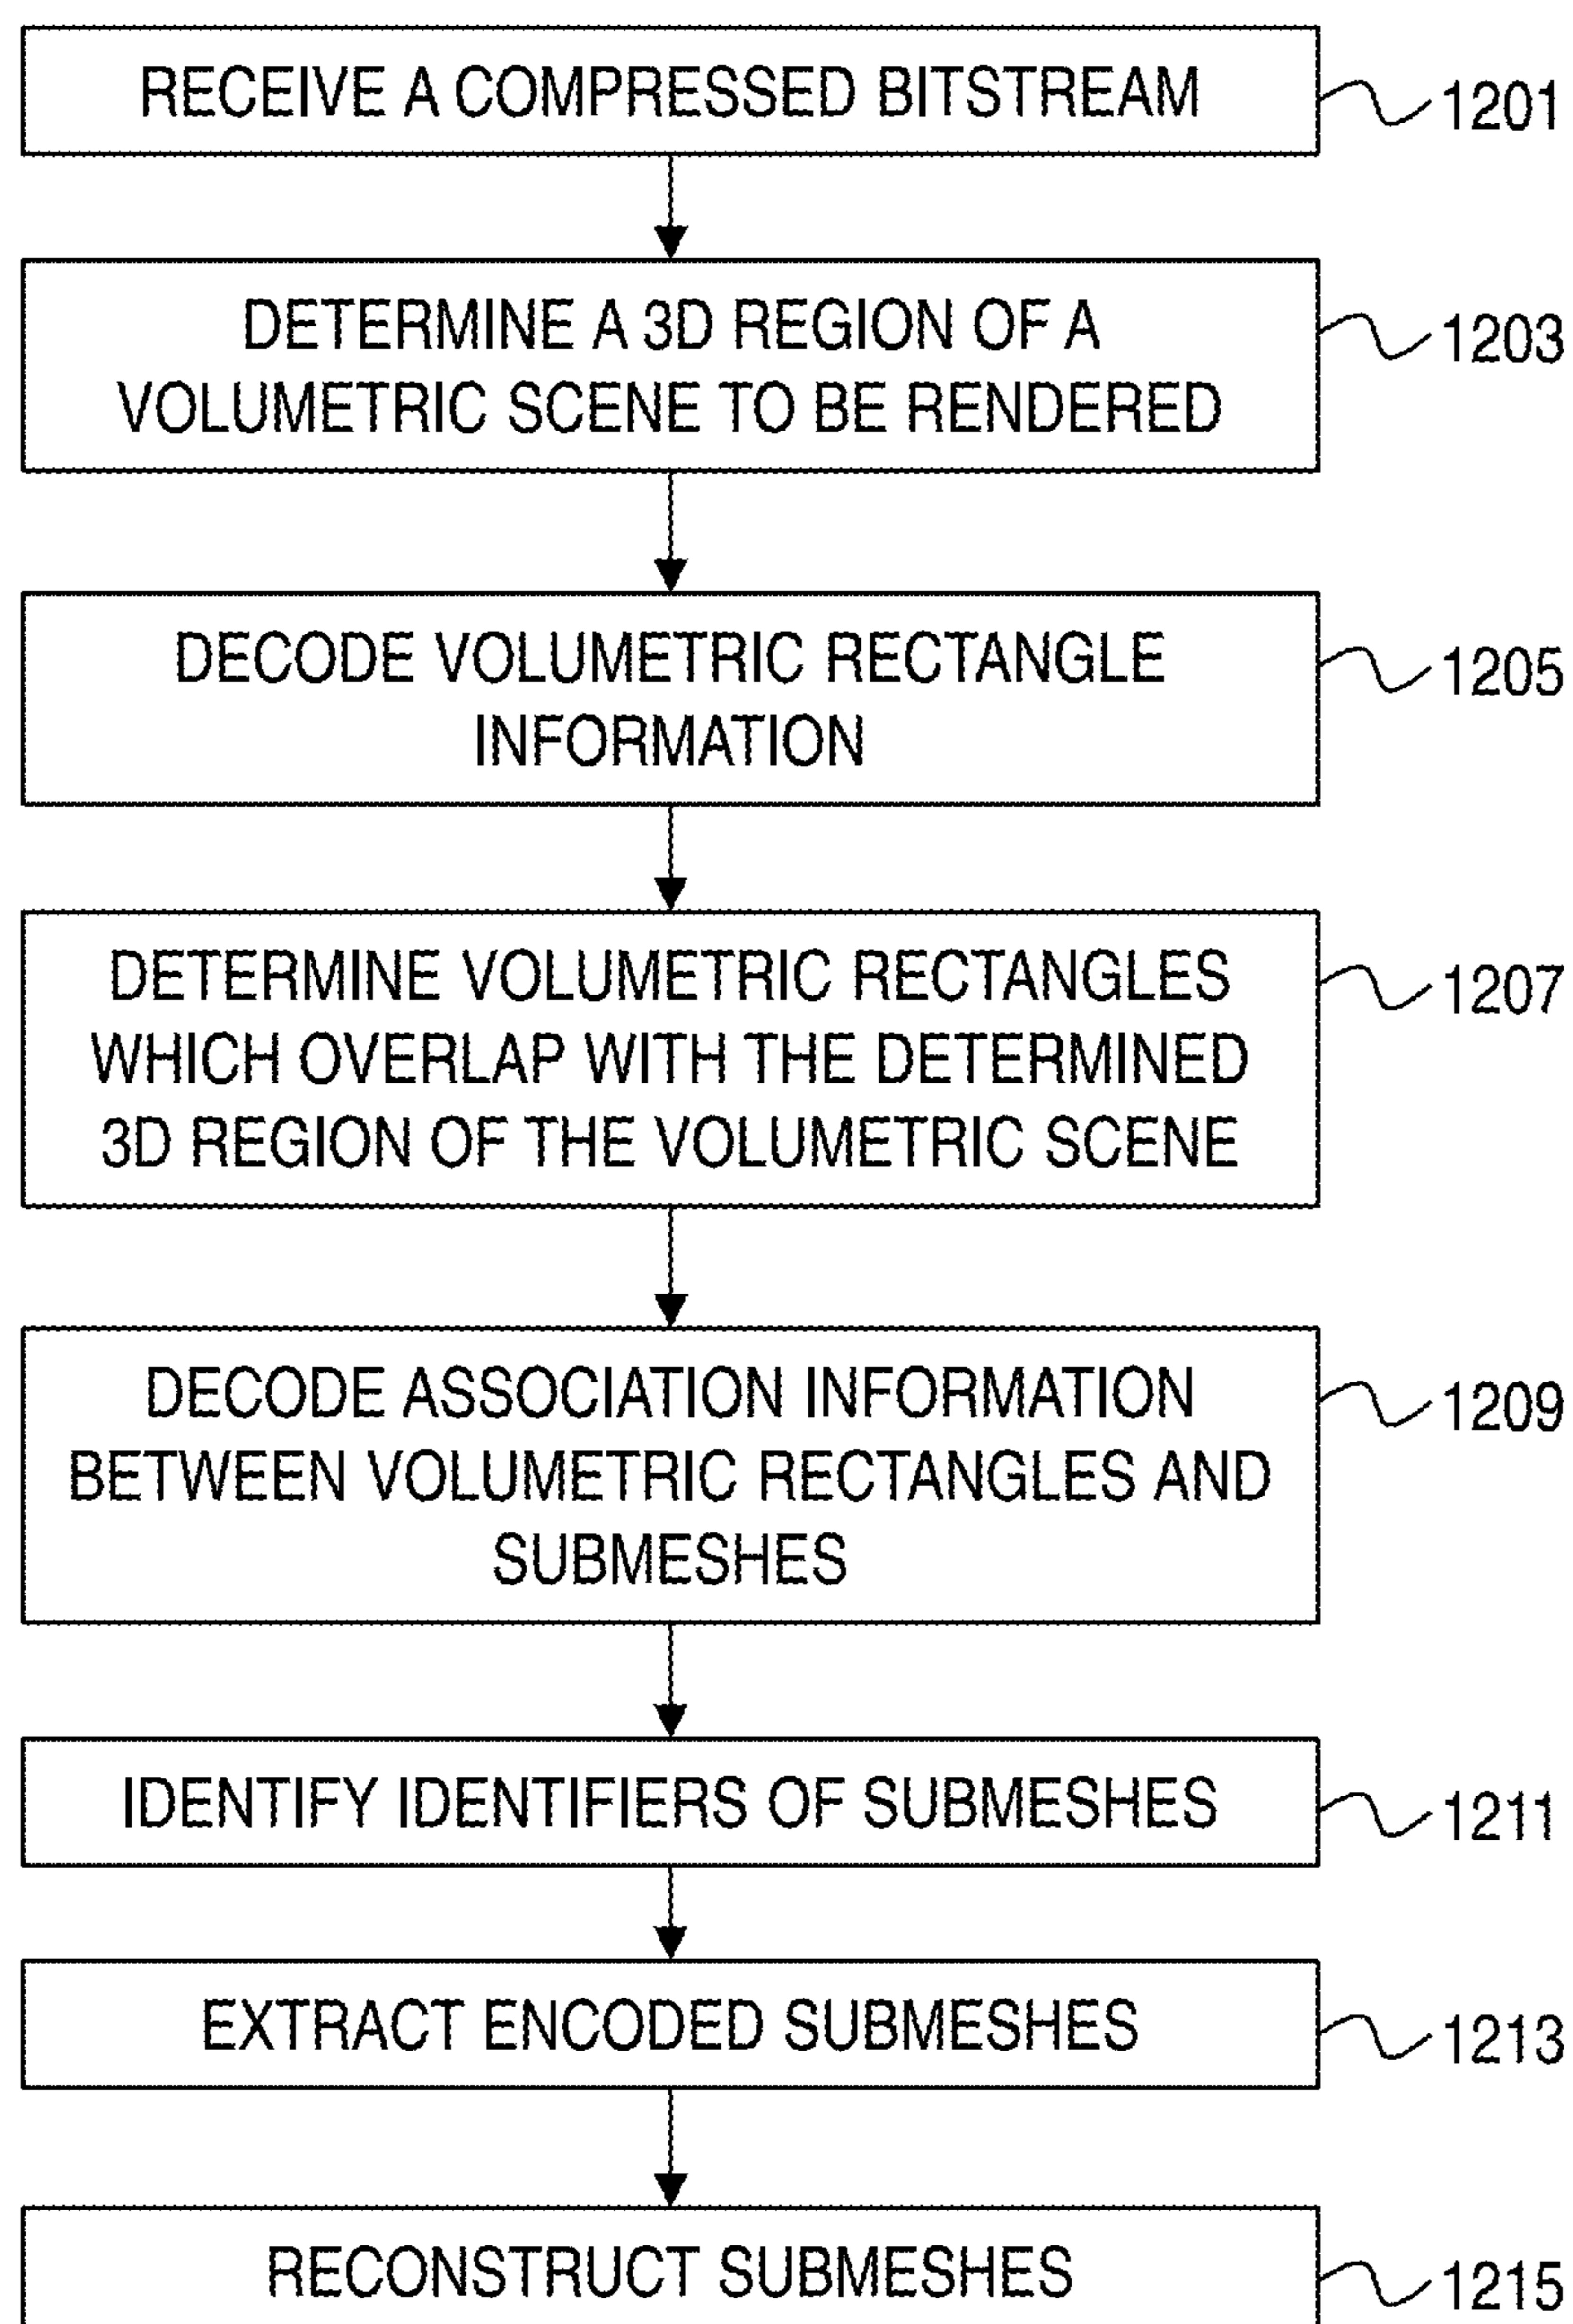 RECEIVE A COMPRESSED BITSTREAM
1201
DETERMINE A 3D REGION OF A
VOLUMETRIC SCENE TO BE RENDERED
1203
DECODE VOLUMETRIC RECTANGLE
INFORMATION
1205
DETERMINE VOLUMETRIC RECTANGLES
WHICH OVERLAP WITH THE DETERMINED
3D REGION OF THE VOLUMETRIC SCENE
1207
DECODE ASSOCIATION INFORMATION
BETWEEN VOLUMETRIC RECTANGLES AND
SUBMESHES
1209
IDENTIFY IDENTIFIERS OF SUBMESHES
1211
EXTRACT ENCODED SUBMESHES
1213
RECONSTRUCT SUBMESHES
1215